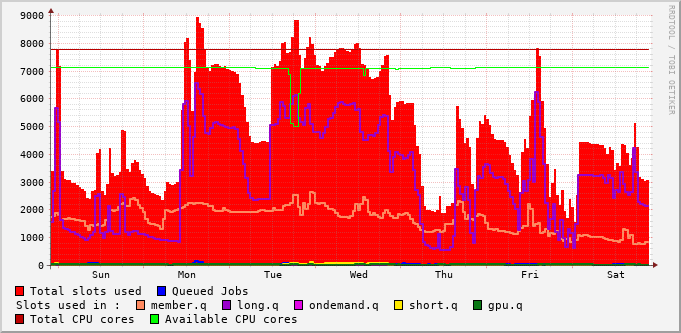 9000
8000
7000
6000
5000
4000
3000
2000
1000
0
Sun Mon Tue Wed Thu Fri Sat
RRDTOOL / TOBI OETIKER
Total slots used Queued Jobs
Slots used in : member.q long.q ondemand.q short.q gpu.q
Total CPU cores Available CPU cores